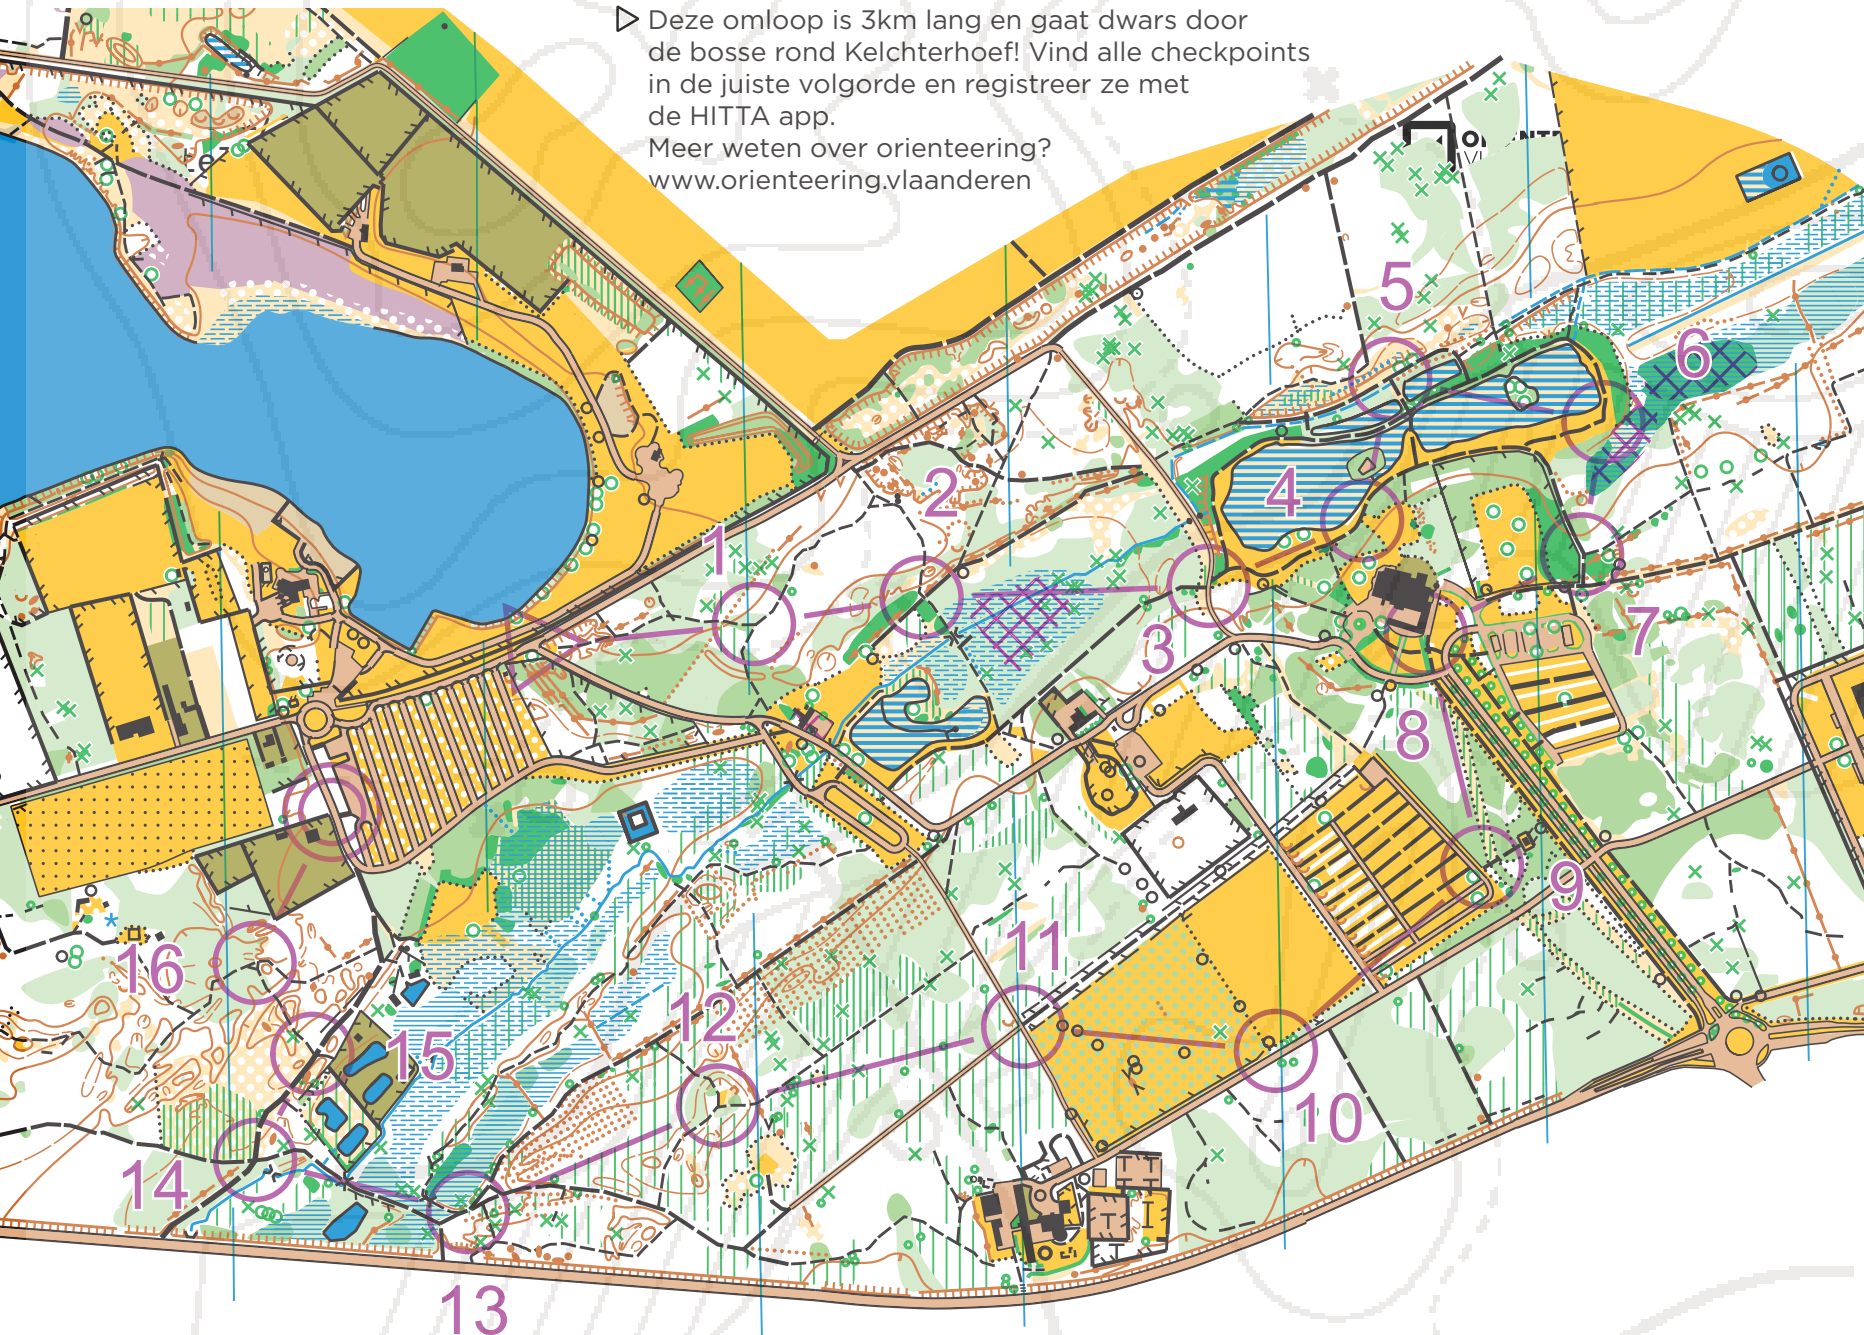 Deze omloop is 3km lang en gaat dwars door
de bosse rond Kelchterhoef! Vind alle checkpoints
in de juiste volgorde en registreer ze met
de HITTA app.
Meer weten over orienteering?
www.orienteering.vlaanderen
5
6
2
4
1
3
7
8
9
11
16
12
15
10
14
13